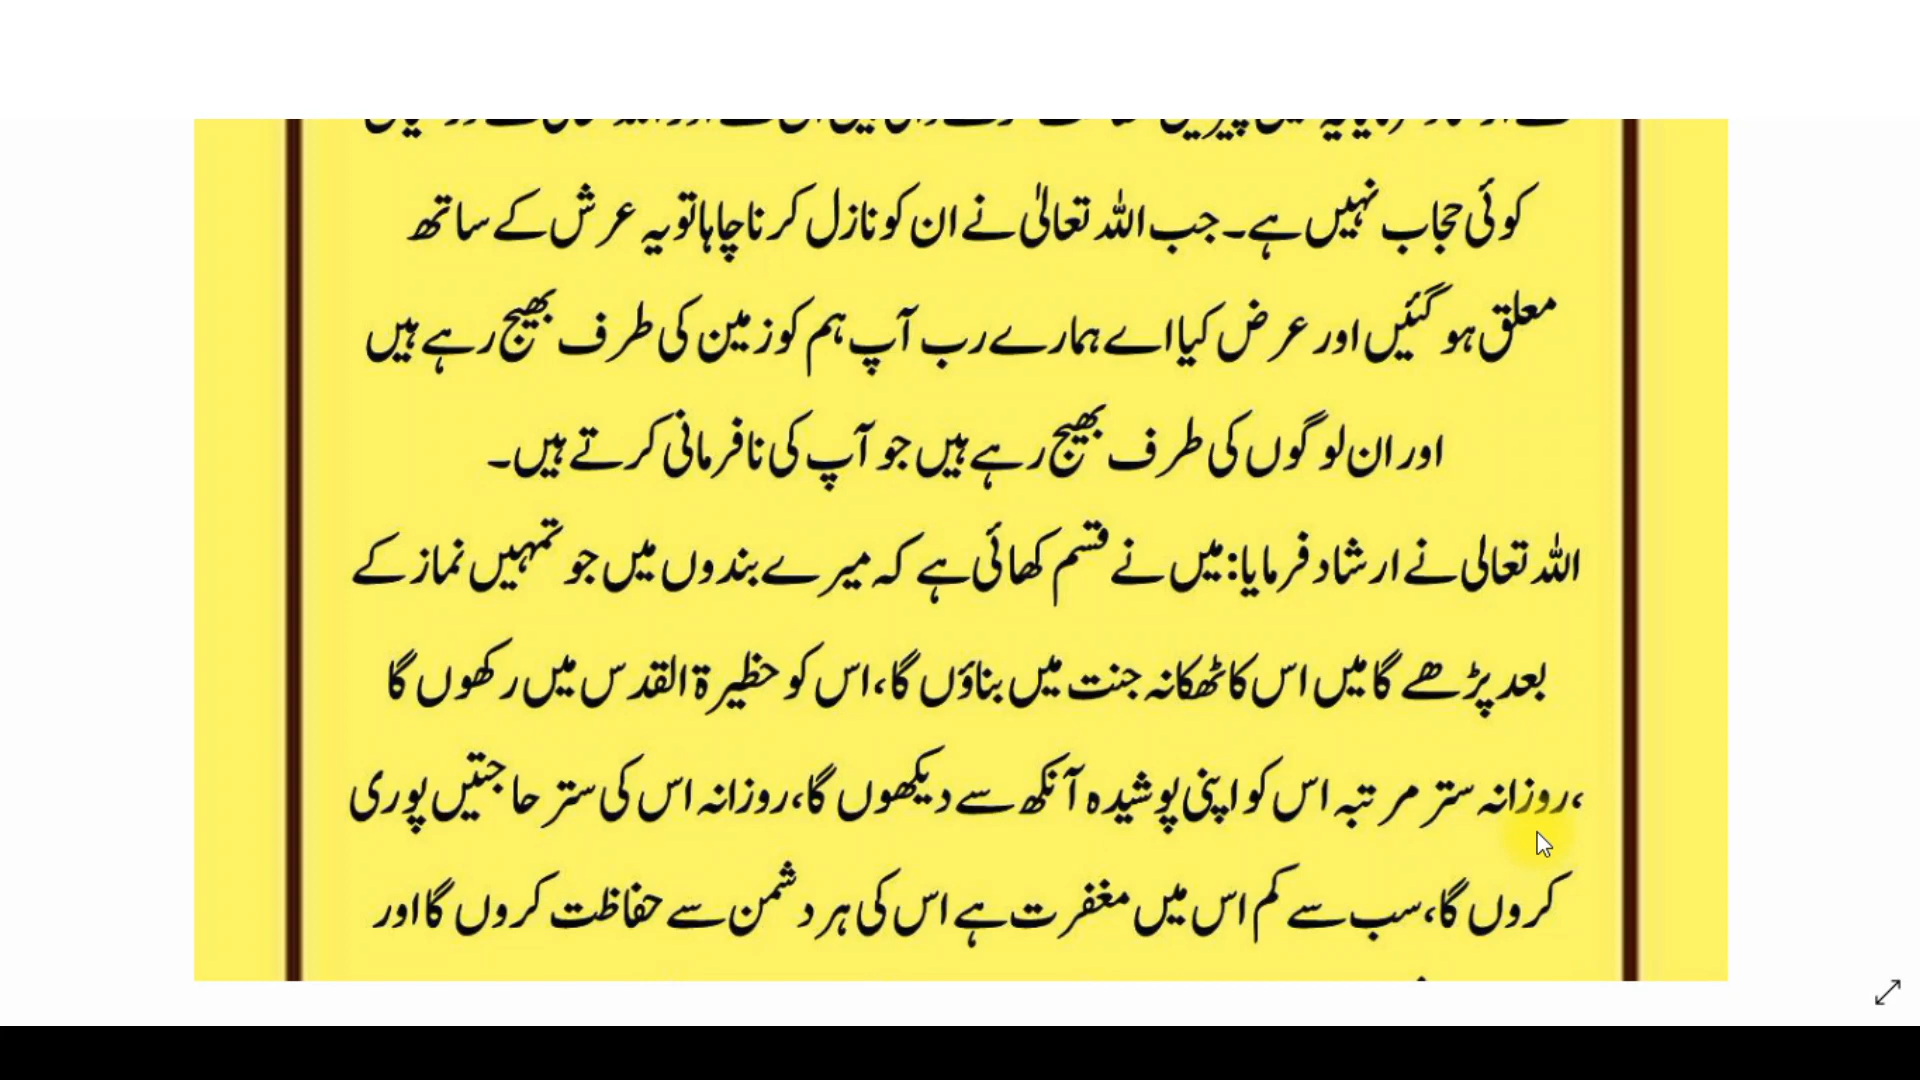 کوئی حجاب نہیں ہے۔ جب اللہ تعالیٰ نے ان کو نازل کرنا چاہا تو یہ عرش کے ساتھ
معلق ہو گئیں اور عرض کیا اے ہمارے رب آپ ہم کو زمین کی طرف بھیج رہے ہیں
اور ان لوگوں کی طرف بھیج رہے ہیں جو آپ کی نافرمانی کرتے ہیں۔
اللہ تعالی نے ارشاد فرمایا: میں نے قسم کھائی ہے کہ میرے بندوں میں جو تمہیں نماز کے
بعد پڑھے گا میں اس کا ٹھکانہ جنت میں بناؤں گا، اس کو حظیرۃ القدس میں رکھوں گا
،روزانہ ستر مرتبہ اس کو اپنی پوشیدہ آنکھ سے دیکھوں گا، روزانہ اس کی ستر حاجتیں پوری
کروں گا، سب سے کم اس میں مغفرت ہے اس کی ہر دشمن سے حفاظت کروں گا اور